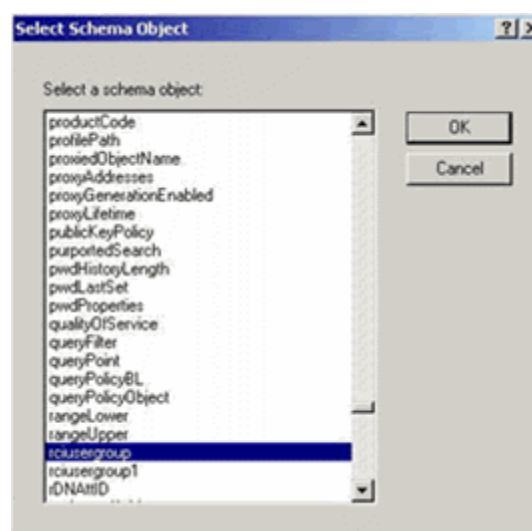 Select Schema Object
Select a schema object:
productCode
profilePath
proxiedObjectName
proxyAddresses
proxyGenerationEnabled
proxyLifetime
publicKeyPolicy
purportedSearch
pwdHistoryLength
pwdLastSet
pwdProperties
qualityOfService
queryFilter
queryPoint
queryPolicyBL
queryPolicyObject
rangeLower
rangeUpper
rciusergroup
rciusergroup1
rDNAttID
OK
Cancel